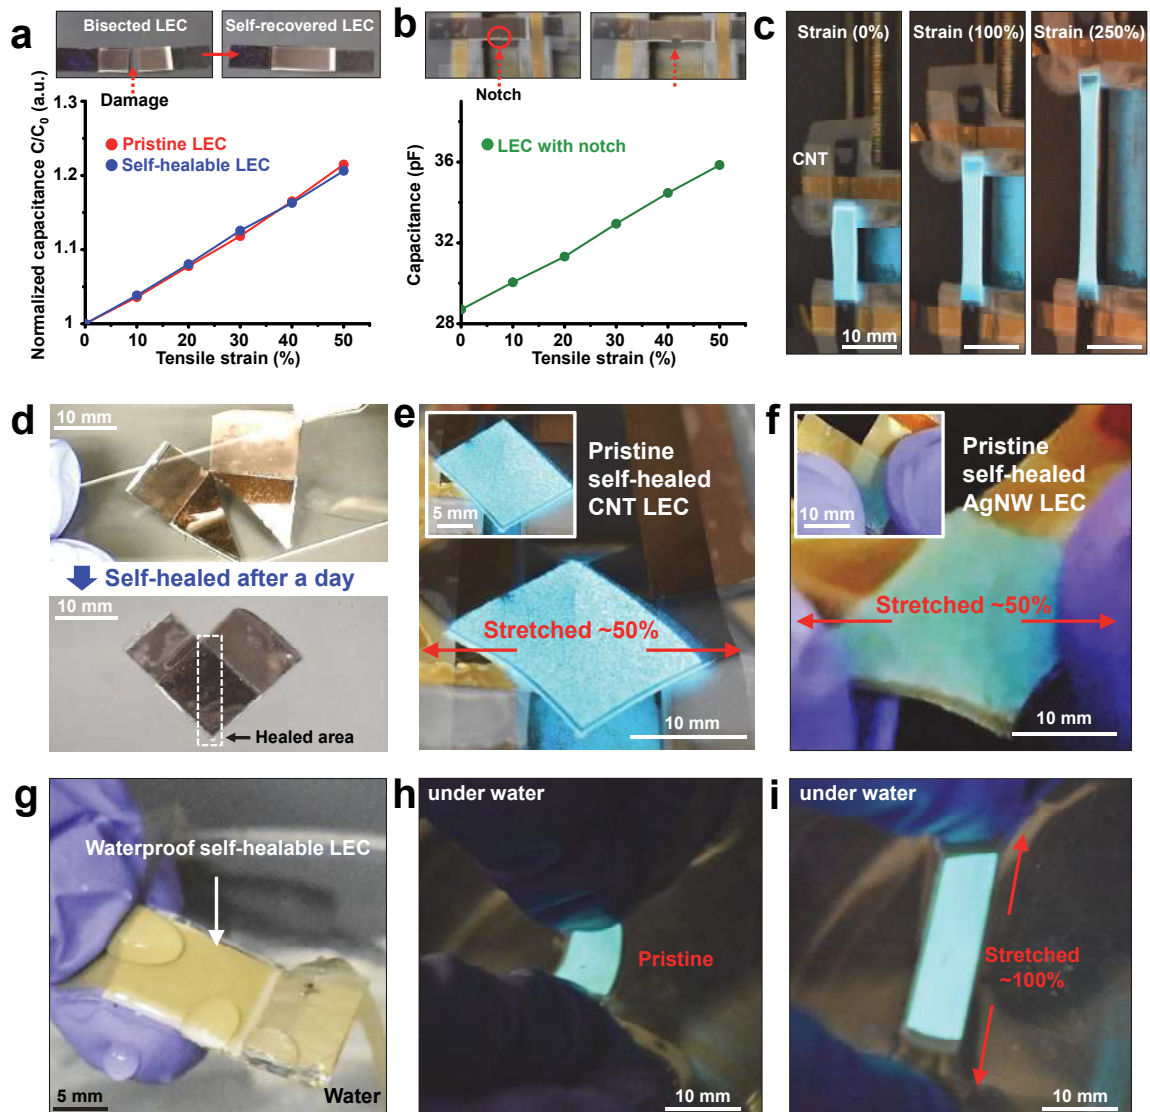 a
Bisected LEC
Self-recovered LEC
Damage
Normalized capacitance C/C0 (a.u.)
1.3
1.2
1.1
1
Pristine LEC
Self-healable LEC
0 10 20 30 40 50
Tensile strain (%)
b
Notch
Capacitance (pF)
36
32
28
LEC with notch
0 10 20 30 40 50
Tensile strain (%)
c
Strain (0%)
Strain (100%)
Strain (250%)
CNT
10 mm
d
10 mm
Self-healed after a day
10 mm
Healed area
e
5 mm
Pristine
self-healed
CNT LEC
Stretched ~50%
10 mm
f
10 mm
Pristine
self-healed
AgNW LEC
Stretched ~50%
10 mm
g
Waterproof self-healable LEC
5 mm
Water
h
under water
Pristine
10 mm
i
under water
Stretched
~100%
10 mm